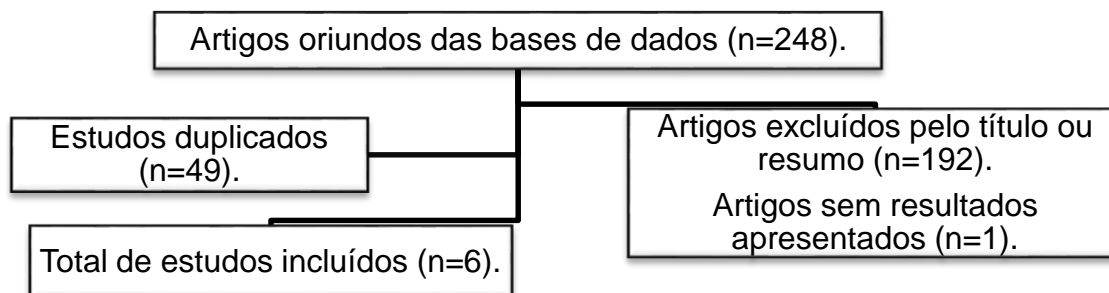 Artigos oriundos das bases de dados (n=248).
Estudos duplicados
(n=49).
Artigos excluídos pelo título ou
resumo (n=192).
Artigos sem resultados
apresentados (n=1).
Total de estudos incluídos (n=6).